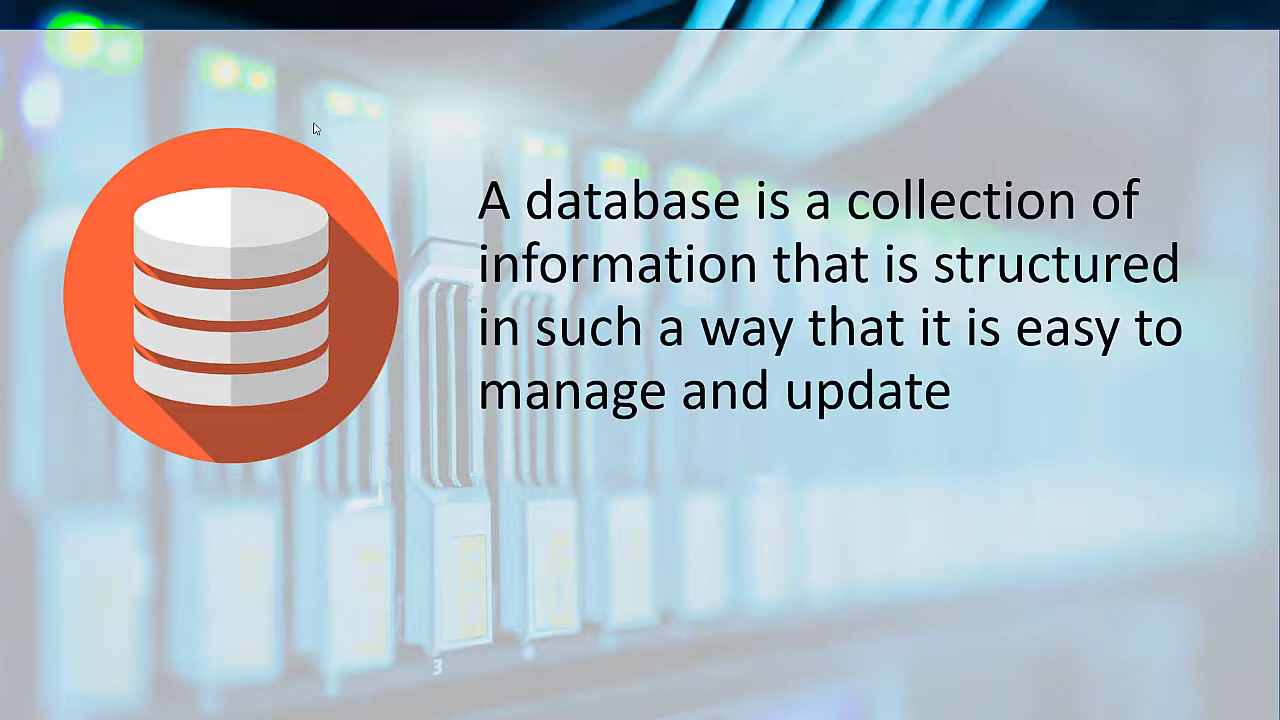 A database is a collection of
information that is structured
in such a way that it is easy to
manage and update
3